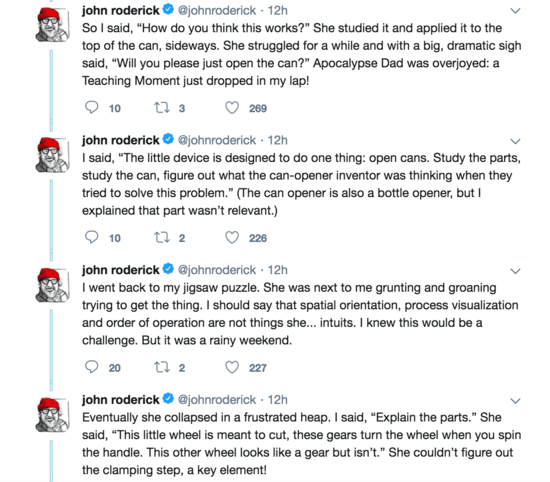 john roderick @johnroderick · 12h
So I said, “How do you think this works?” She studied it and applied it to the
top of the can, sideways. She struggled for a while and with a big, dramatic sigh
said, “Will you please just open the can?” Apocalypse Dad was overjoyed: a
Teaching Moment just dropped in my lap!
10 3 269
john roderick @johnroderick · 12h
I said, “The little device is designed to do one thing: open cans. Study the parts,
study the can, figure out what the can-opener inventor was thinking when they
tried to solve this problem.” (The can opener is also a bottle opener, but I
explained that part wasn’t relevant.)
10 2 226
john roderick @johnroderick · 12h
I went back to my jigsaw puzzle. She was next to me grunting and groaning
trying to get the thing. I should say that spatial orientation, process visualization
and order of operation are not things she... intuits. I knew this would be a
challenge. But it was a rainy weekend.
20 2 227
john roderick @johnroderick · 12h
Eventually she collapsed in a frustrated heap. I said, “Explain the parts.” She
said, “This little wheel is meant to cut, these gears turn the wheel when you spin
the handle. This other wheel looks like a gear but isn’t.” She couldn’t figure out
the clamping step, a key element!